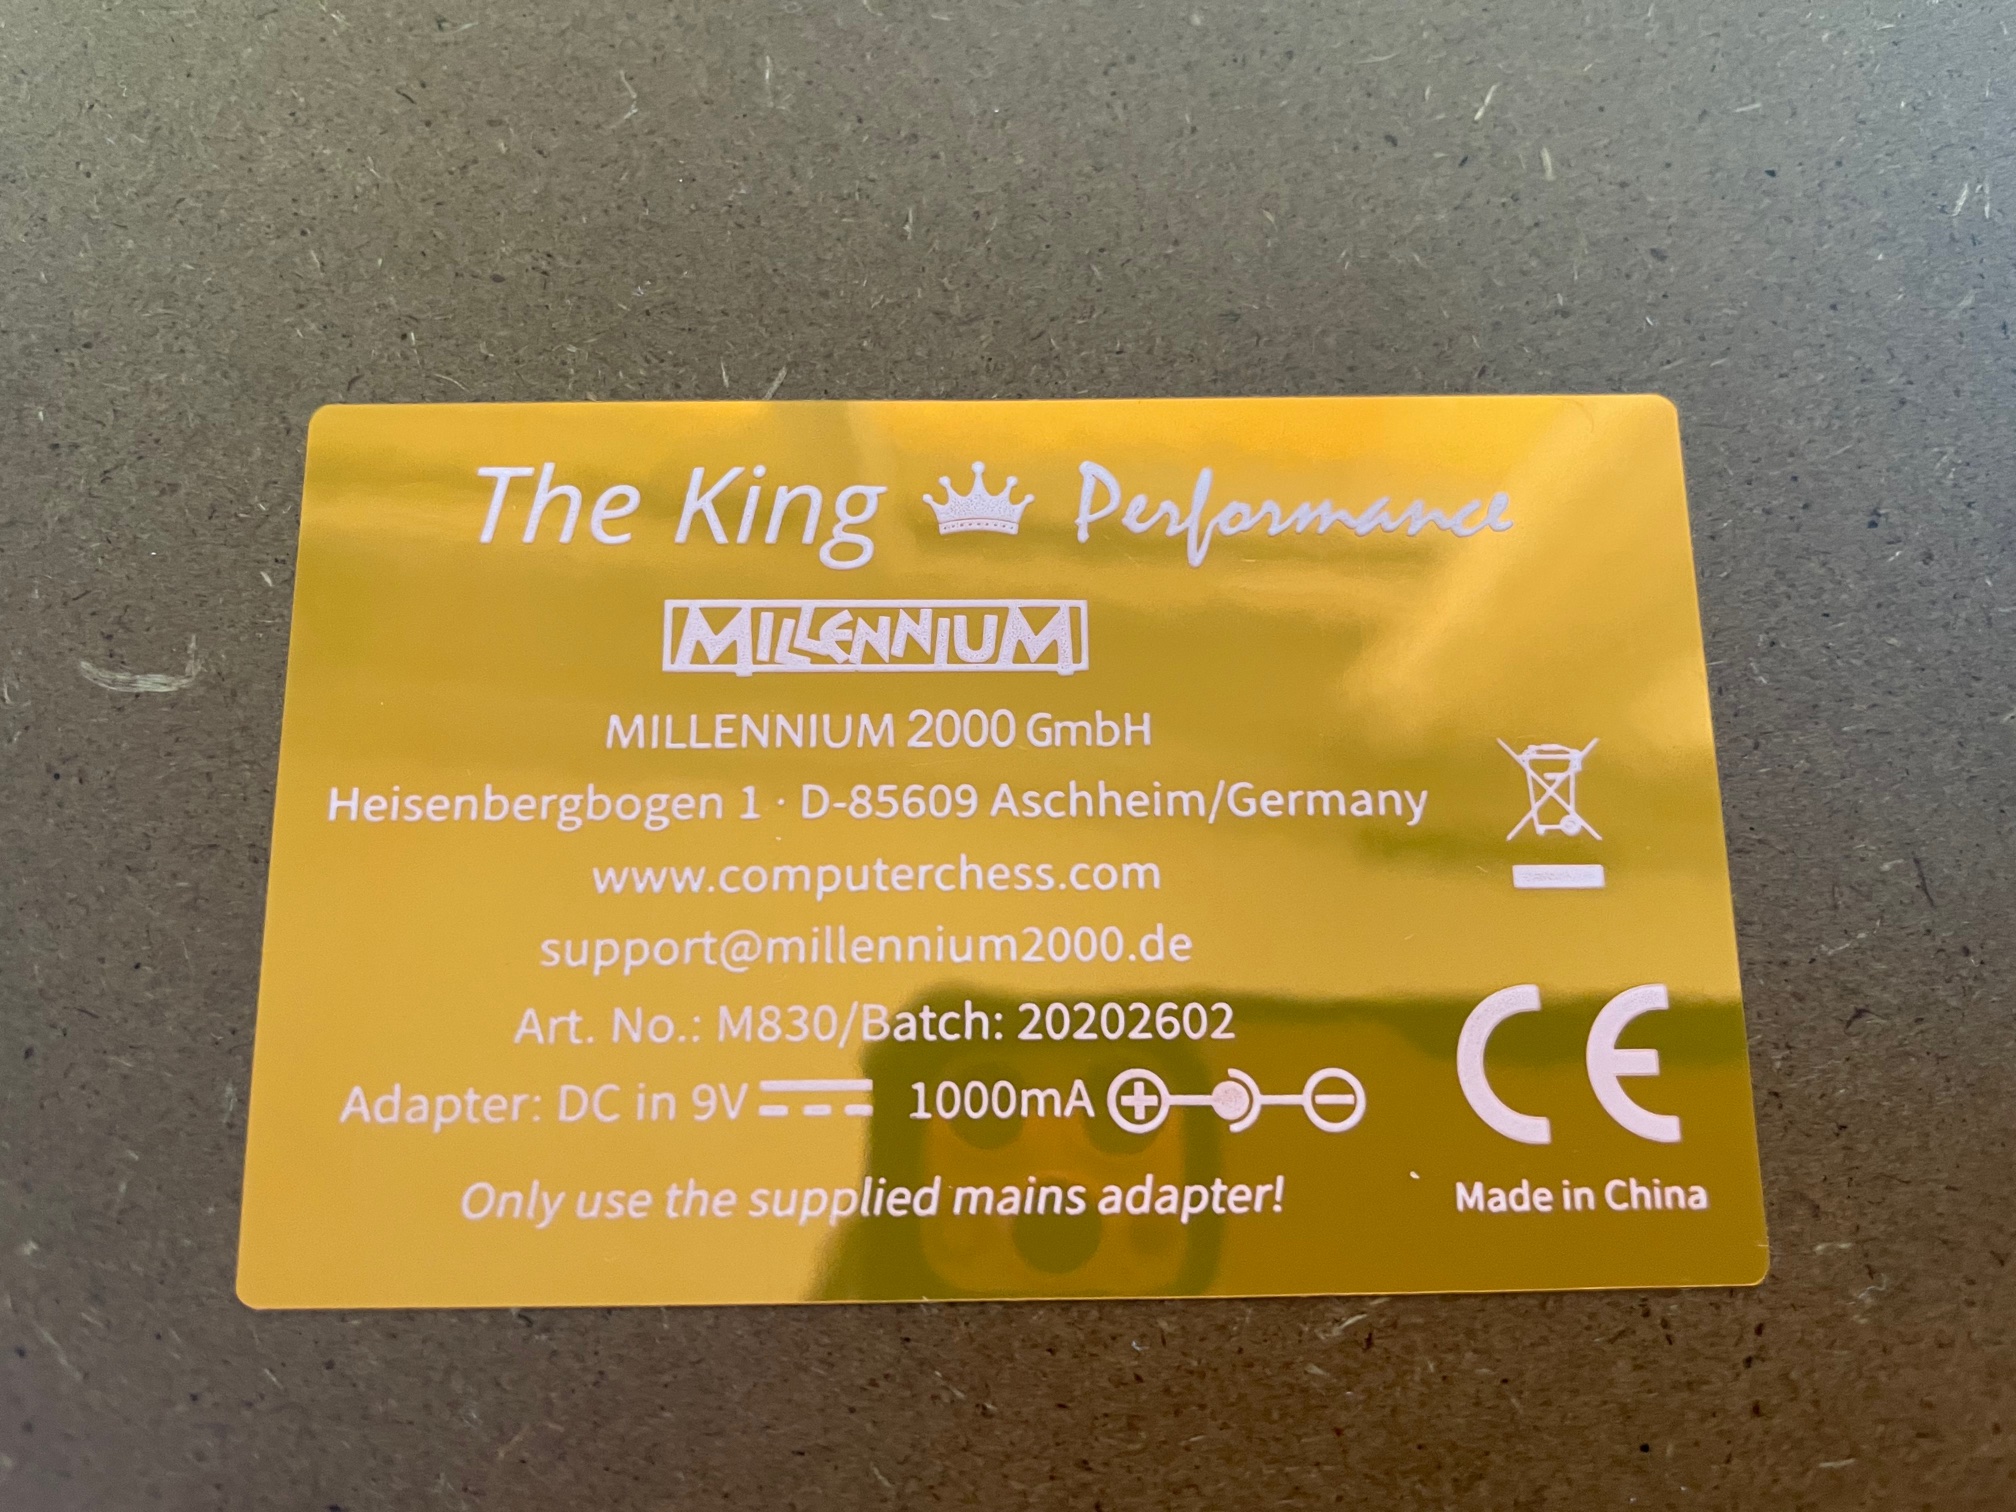 The King Performance
MILLENNIUM
MILLENNIUM 2000 GmbH
Heisenbergbogen 1 · D-85609 Aschheim/Germany
www.computerchess.com
support@millennium2000.de
Art. No.: M830/Batch: 20202602
Adapter: DC in 9V 1000mA
Only use the supplied mains adapter!
CE
Made in China